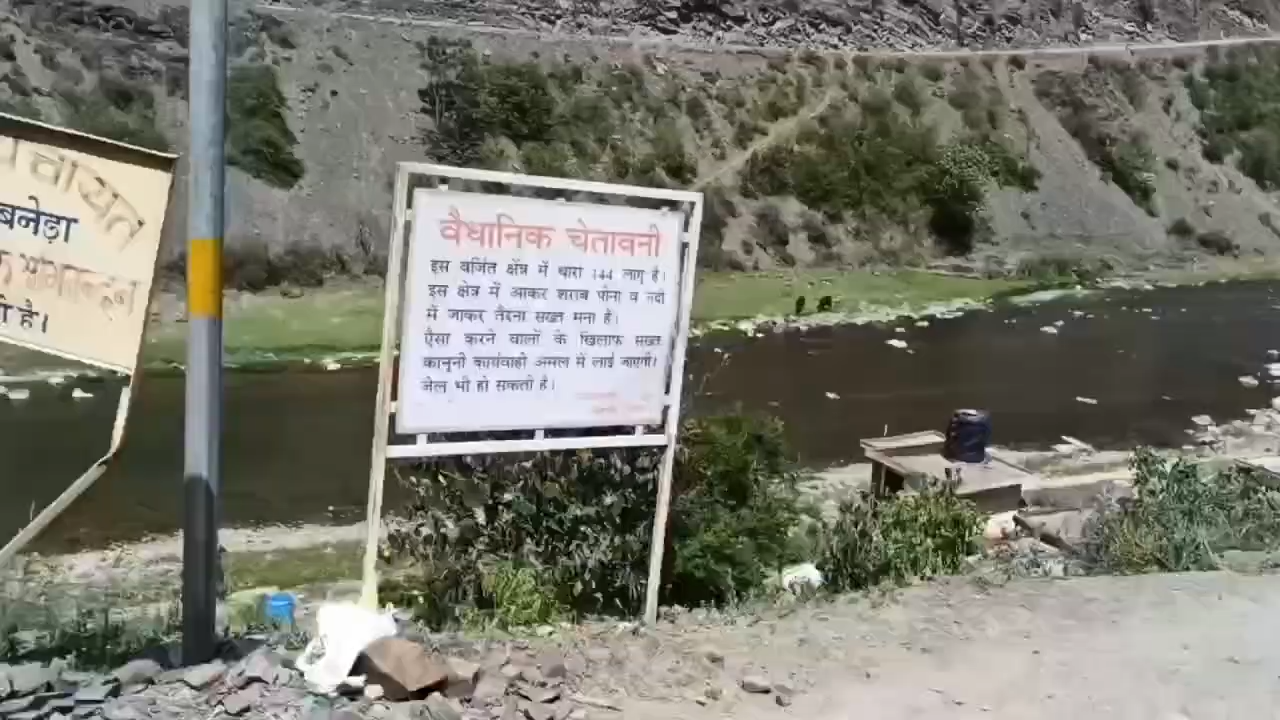 पंचायत
बनेड़ा
है।
वैधानिक चेतावनी
इस वर्जित क्षेत्र में धारा 144 लागु है।
इस क्षेत्र में आकर शराब पीना व नदी
में जाकर तैरना सख्त मना है।
ऐसा करने वालों के खिलाफ सख्त
कानूनी कार्यवाही अमल में लाई जाएगी।
जेल भी हो सकती है।